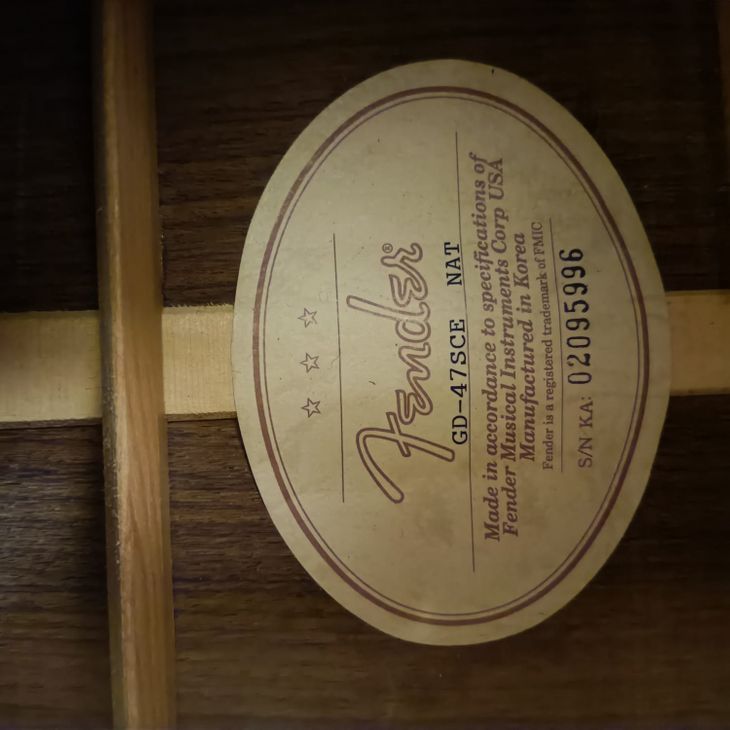 Fender®
GD-47SCE NAT
Made in accordance to specifications of
Fender Musical Instruments Corp USA
Manufactured in Korea
Fender is a registered trademark of FMIC
S/N KA: 02095996